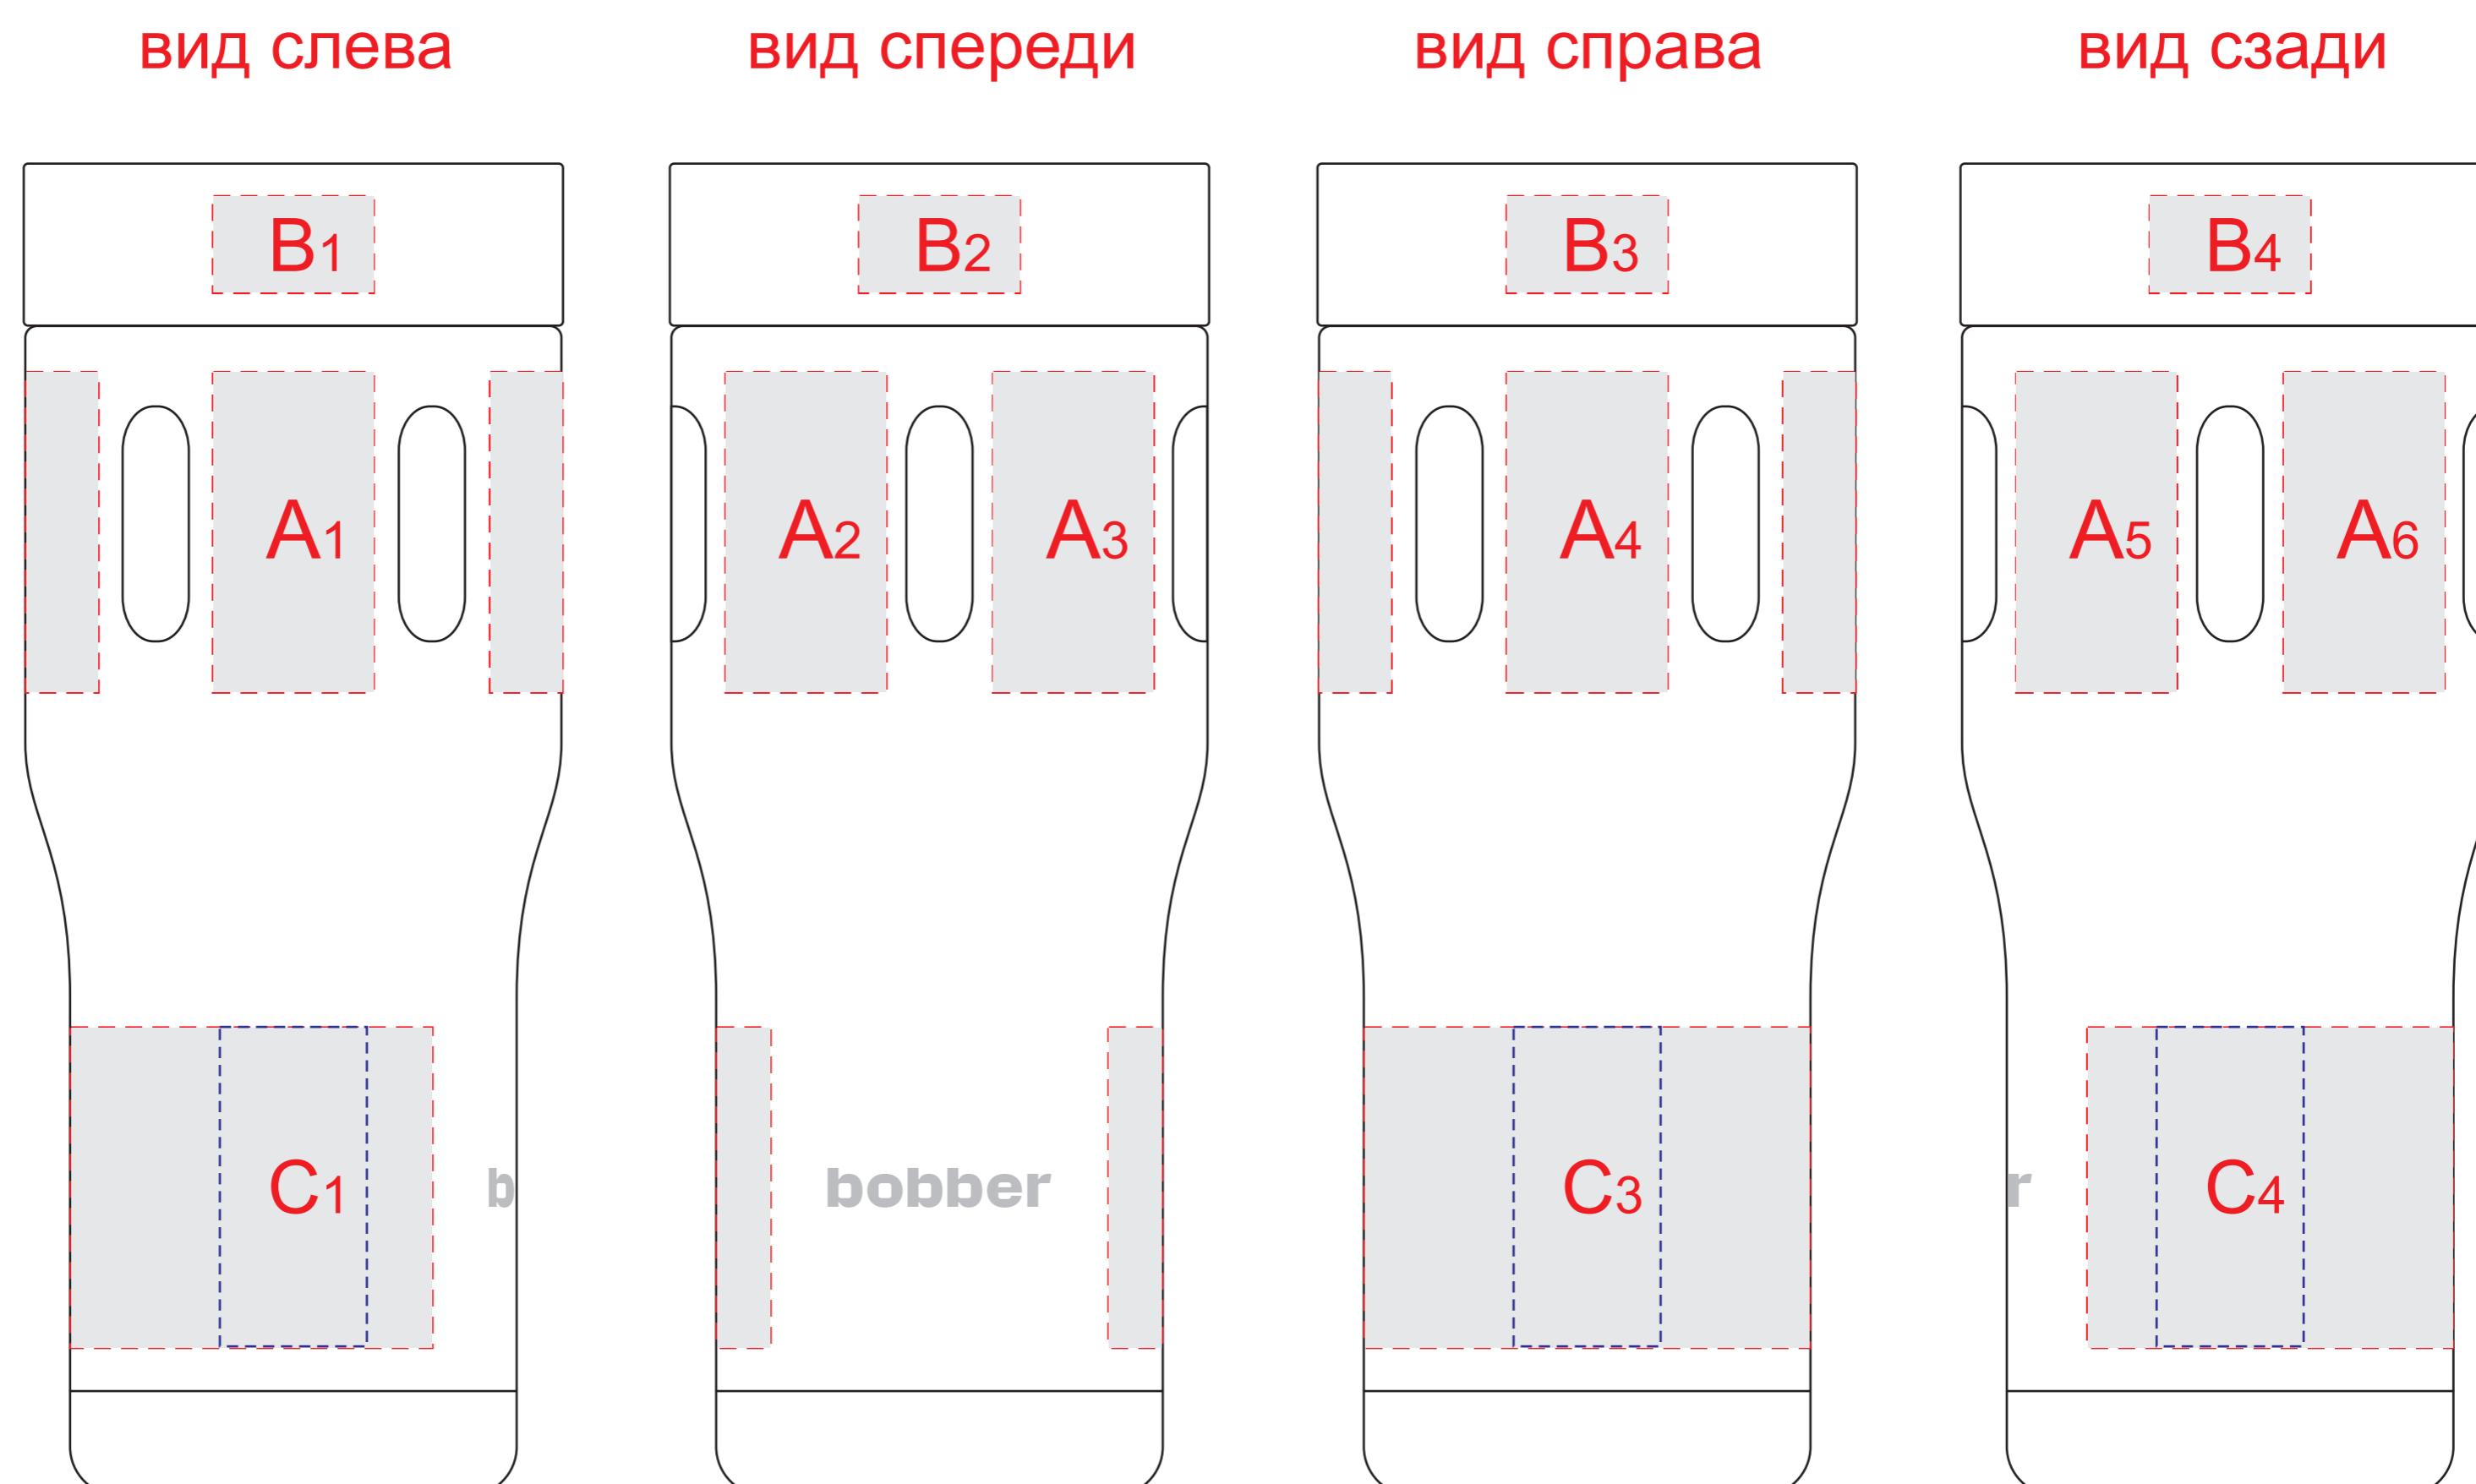 вид слева вид спереди вид справа вид сзади
B1 B2 B3 B4
A1 A2 A3 A4 A5 A6
C1 b bobber C3 r C4